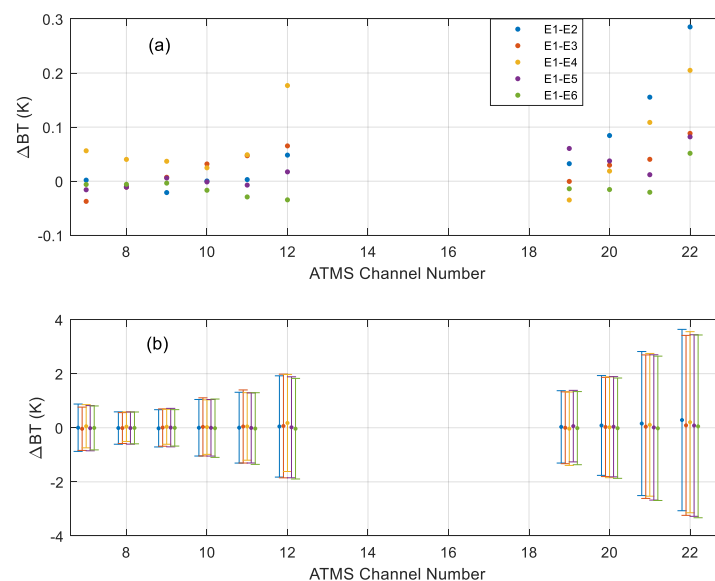 0.3
(a)
E1-E2
E1-E3
0.2
E1-E4
E1-E5
E1-E6
ΔBT (K)
0.1
0
-0.1
8 10 12 14 16 18 20 22
ATMS Channel Number
4
(b)
2
ΔBT (K)
0
-2
-4
8 10 12 14 16 18 20 22
ATMS Channel Number